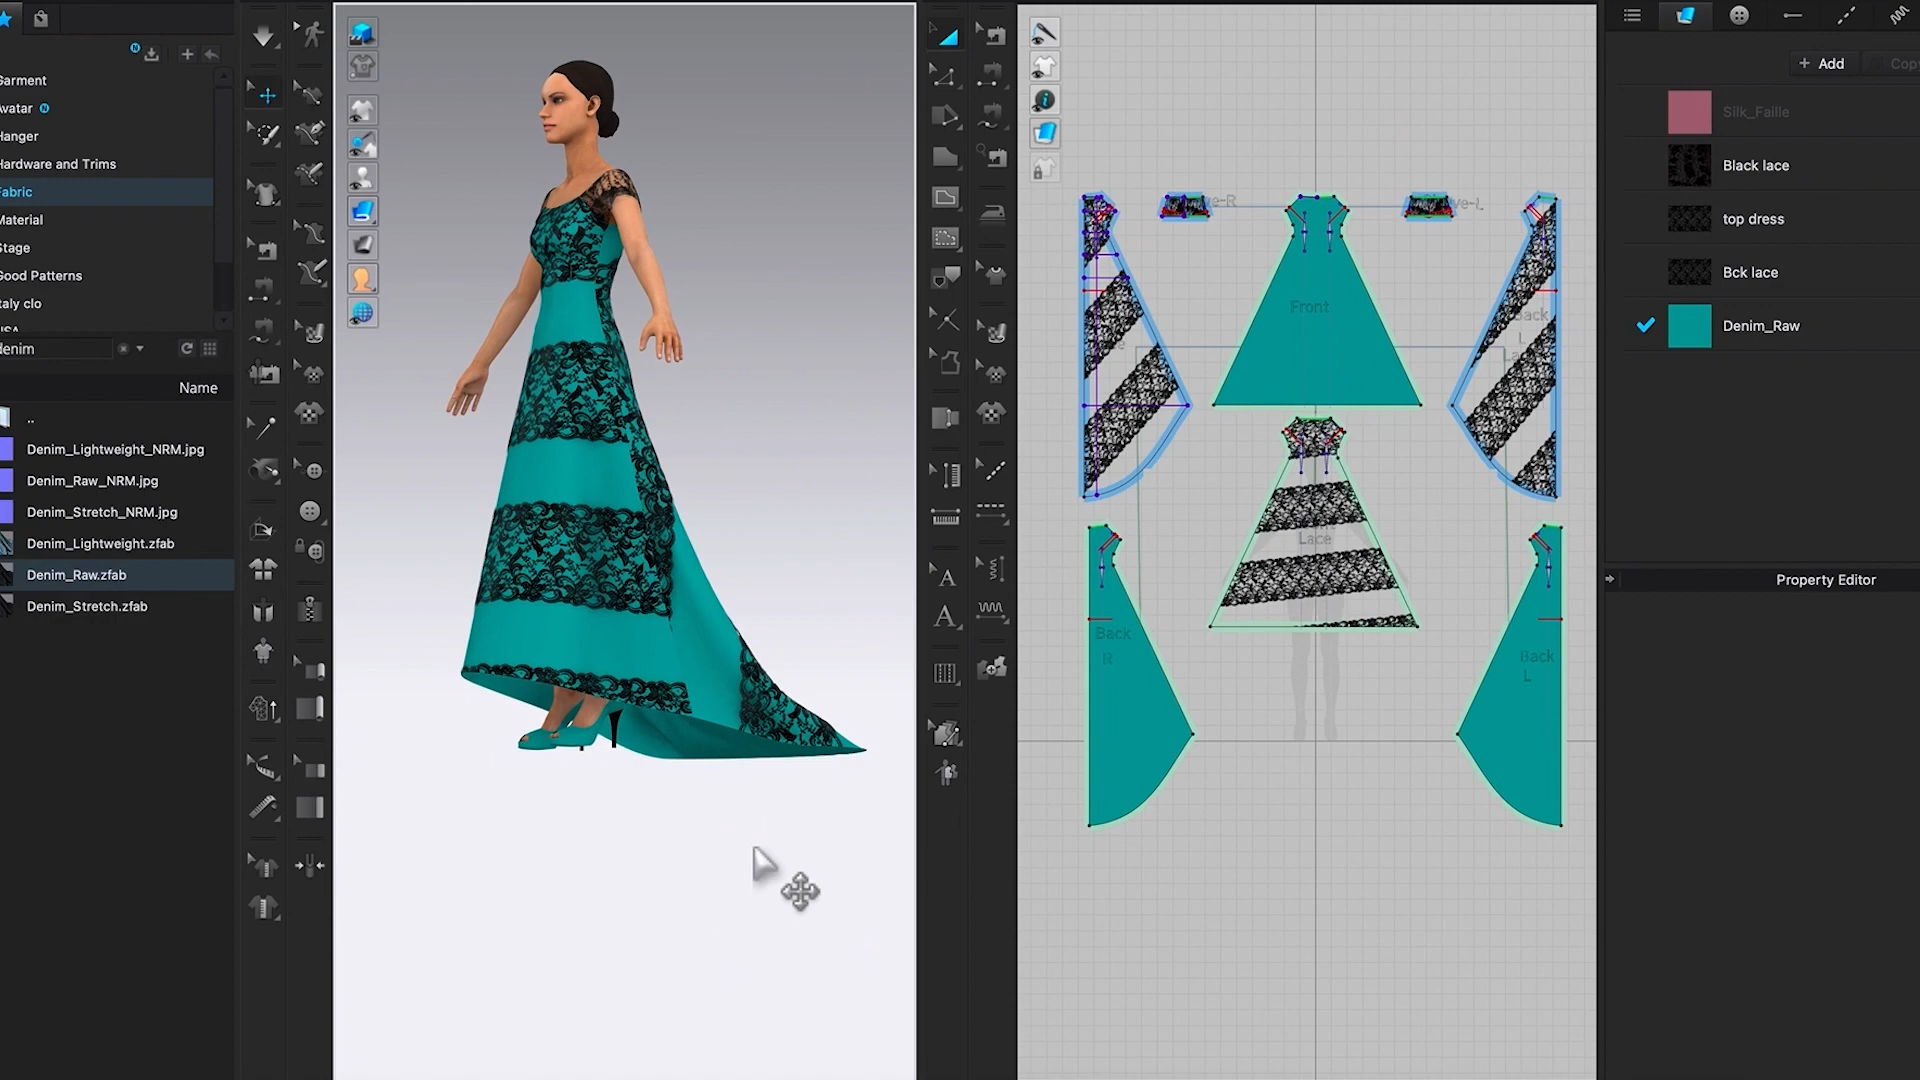 Garment
Avatar N
Hanger
Hardware and Trims
Fabric
Material
Stage
Good Patterns
Italy clo
denim
Name
..
Denim_Lightweight_NRM.jpg
Denim_Raw_NRM.jpg
Denim_Stretch_NRM.jpg
Denim_Lightweight.zfab
Denim_Raw.zfab
Denim_Stretch.zfab
A
A
Front
Lace
Back
L
Back
R
Back
L
+ Add
Copy
Silk_Faille
Black lace
top dress
Bck lace
Denim_Raw
Property Editor